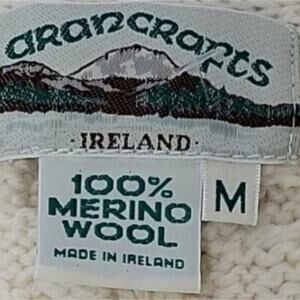 arancrafts
·IRELAND·
100%
MERINO
WOOL
MADE IN IRELAND
M